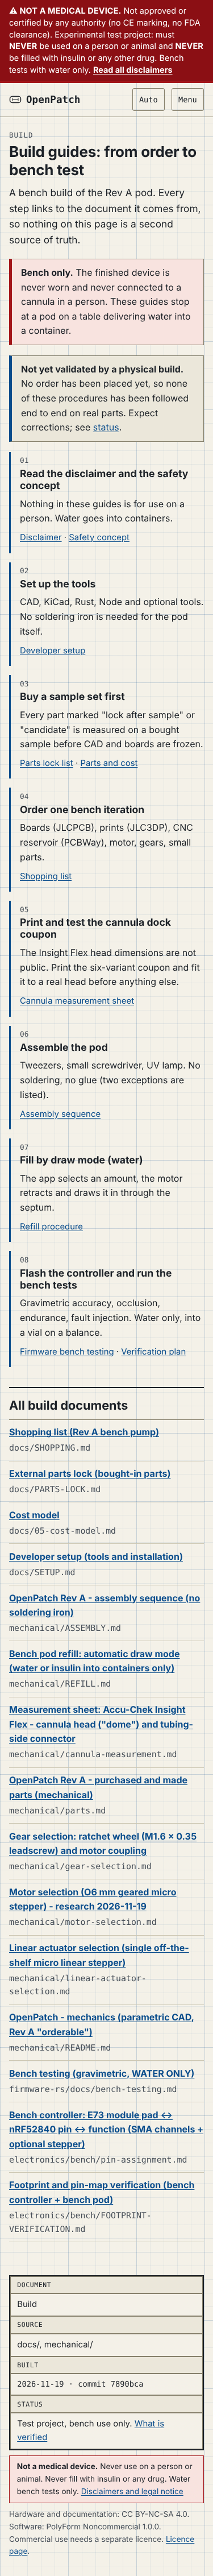 ⚠ NOT A MEDICAL DEVICE. Not approved or
certified by any authority (no CE marking, no FDA
clearance). Experimental test project: must
NEVER be used on a person or animal and NEVER
be filled with insulin or any other drug. Bench
tests with water only. Read all disclaimers
OpenPatch
Auto
Menu
BUILD
Build guides: from order to
bench test
A bench build of the Rev A pod. Every
step links to the document it comes from,
so nothing on this page is a second
source of truth.
Bench only. The finished device is
never worn and never connected to a
cannula in a person. These guides stop
at a pod on a table delivering water into
a container.
Not yet validated by a physical build.
No order has been placed yet, so none
of these procedures has been followed
end to end on real parts. Expect
corrections; see status.
01
Read the disclaimer and the safety
concept
Nothing in these guides is for use on a
person. Water goes into containers.
Disclaimer · Safety concept
02
Set up the tools
CAD, KiCad, Rust, Node and optional tools.
No soldering iron is needed for the pod
itself.
Developer setup
03
Buy a sample set first
Every part marked "lock after sample" or
"candidate" is measured on a bought
sample before CAD and boards are frozen.
Parts lock list · Parts and cost
04
Order one bench iteration
Boards (JLCPCB), prints (JLC3DP), CNC
reservoir (PCBWay), motor, gears, small
parts.
Shopping list
05
Print and test the cannula dock
coupon
The Insight Flex head dimensions are not
public. Print the six-variant coupon and fit
it to a real head before anything else.
Cannula measurement sheet
06
Assemble the pod
Tweezers, small screwdriver, UV lamp. No
soldering, no glue (two exceptions are
listed).
Assembly sequence
07
Fill by draw mode (water)
The app selects an amount, the motor
retracts and draws it in through the
septum.
Refill procedure
08
Flash the controller and run the
bench tests
Gravimetric accuracy, occlusion,
endurance, fault injection. Water only, into
a vial on a balance.
Firmware bench testing · Verification plan
All build documents
Shopping list (Rev A bench pump)
docs/SHOPPING.md
External parts lock (bought-in parts)
docs/PARTS-LOCK.md
Cost model
docs/05-cost-model.md
Developer setup (tools and installation)
docs/SETUP.md
OpenPatch Rev A - assembly sequence (no
soldering iron)
mechanical/ASSEMBLY.md
Bench pod refill: automatic draw mode
(water or insulin into containers only)
mechanical/REFILL.md
Measurement sheet: Accu-Chek Insight
Flex - cannula head ("dome") and tubing-
side connector
mechanical/cannula-measurement.md
OpenPatch Rev A - purchased and made
parts (mechanical)
mechanical/parts.md
Gear selection: ratchet wheel (M1.6 × 0.35
leadscrew) and motor coupling
mechanical/gear-selection.md
Motor selection (O6 mm geared micro
stepper) - research 2026-11-19
mechanical/motor-selection.md
Linear actuator selection (single off-the-
shelf micro linear stepper)
mechanical/linear-actuator-
selection.md
OpenPatch - mechanics (parametric CAD,
Rev A "orderable")
mechanical/README.md
Bench testing (gravimetric, WATER ONLY)
firmware-rs/docs/bench-testing.md
Bench controller: E73 module pad ↔
nRF52840 pin ↔ function (SMA channels +
optional stepper)
electronics/bench/pin-assignment.md
Footprint and pin-map verification (bench
controller + bench pod)
electronics/bench/FOOTPRINT-
VERIFICATION.md
DOCUMENT
Build
SOURCE
docs/, mechanical/
BUILT
2026-11-19 · commit 7890bca
STATUS
Test project, bench use only. What is
verified
Not a medical device. Never use on a person or
animal. Never fill with insulin or any drug. Water
bench tests only. Disclaimers and legal notice
Hardware and documentation: CC BY-NC-SA 4.0.
Software: PolyForm Noncommercial 1.0.0.
Commercial use needs a separate licence. Licence
page.